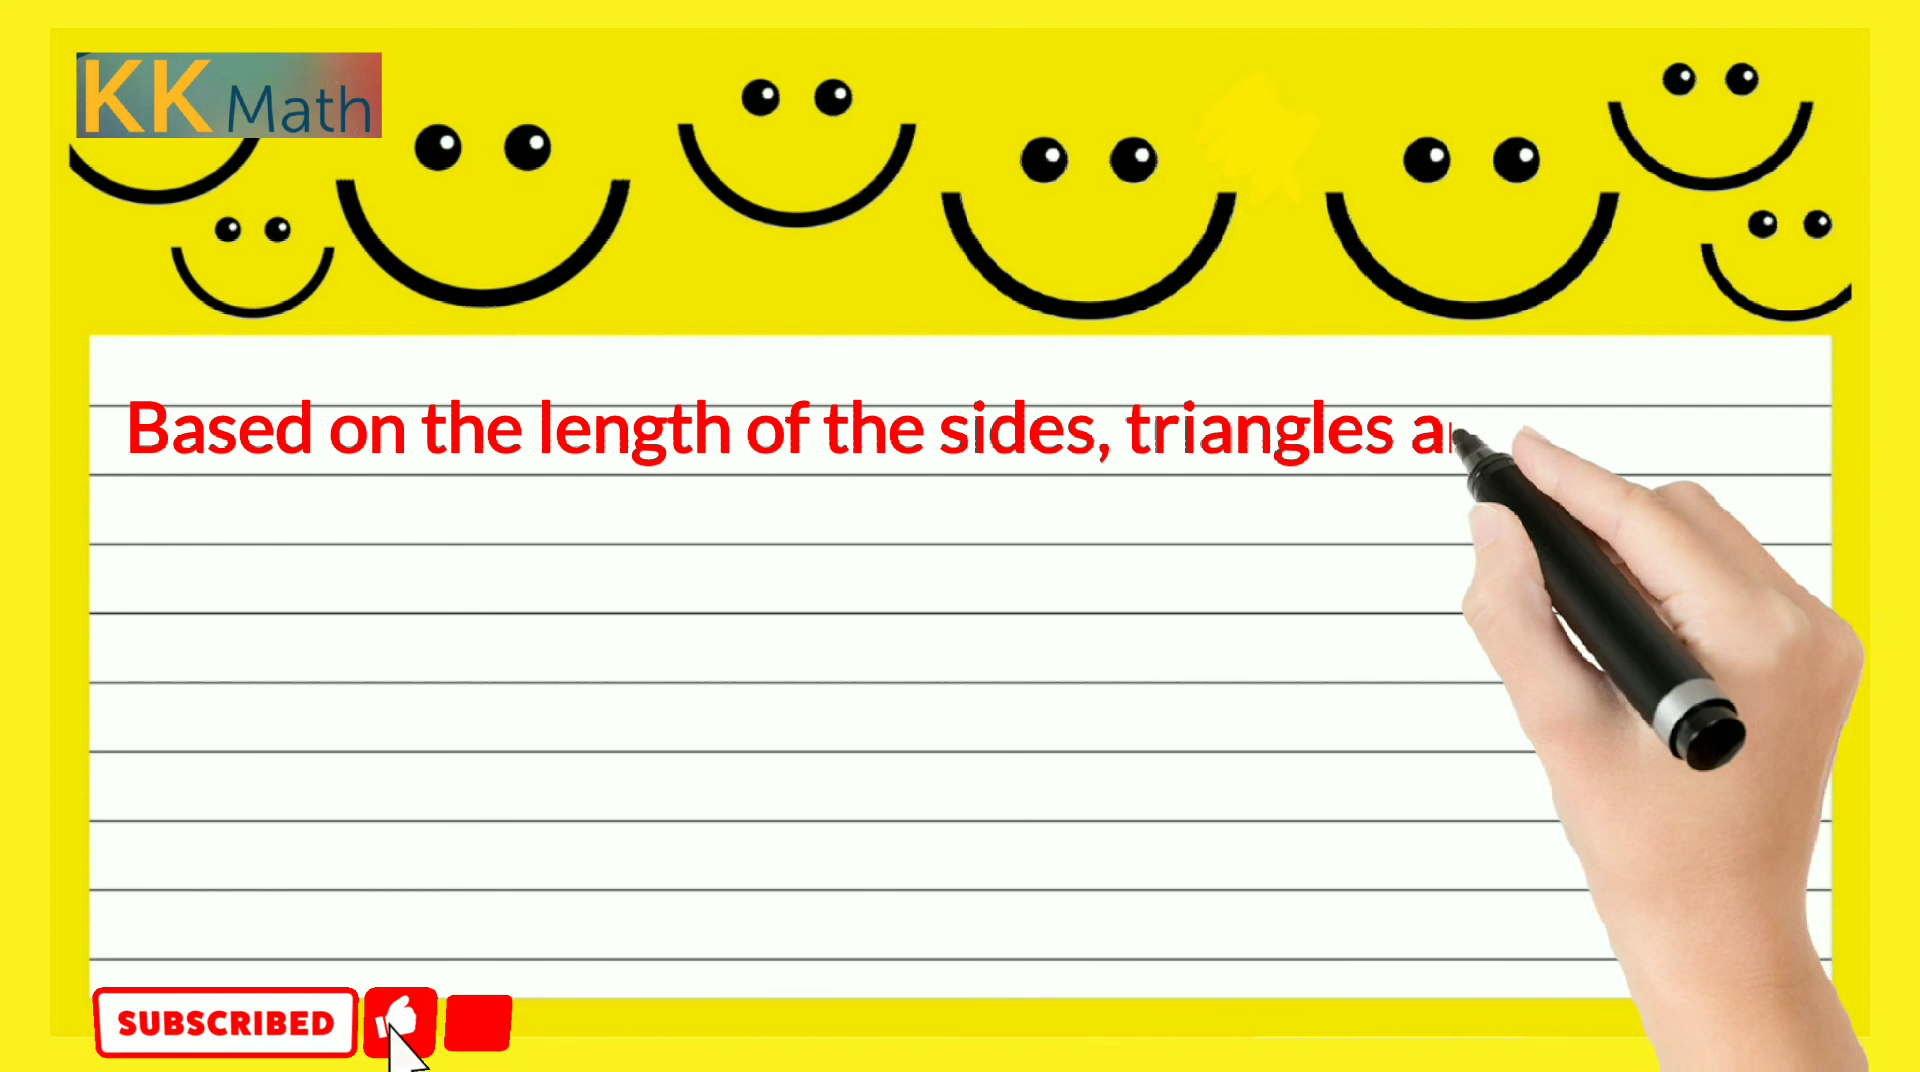 KK Math
Based on the length of the sides, triangles a
SUBSCRIBED